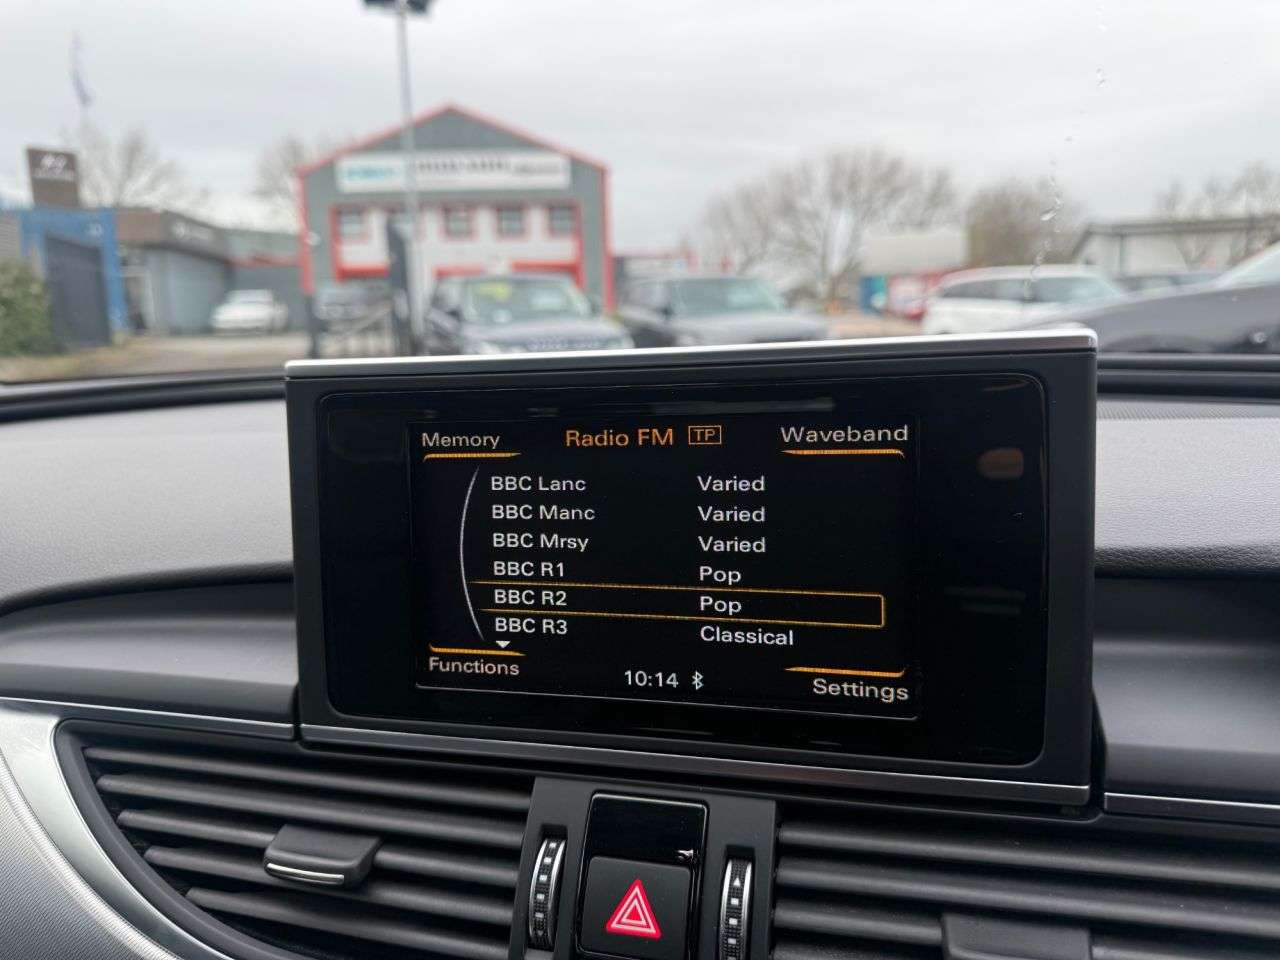 Memory Radio FM TP Waveband
BBC Lanc Varied
BBC Manc Varied
BBC Mrsy Varied
BBC R1 Pop
BBC R2 Pop
BBC R3 Classical
Functions 10:14 Settings